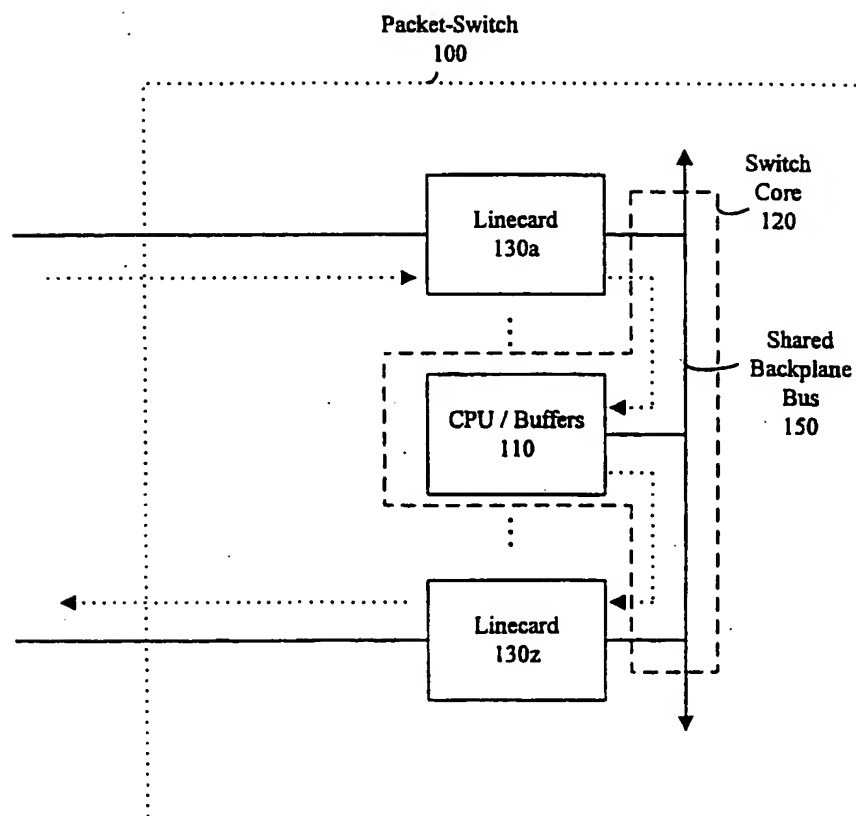 Packet-Switch
100
Switch
Core
120
Linecard
130a
Shared
Backplane
Bus
150
CPU / Buffers
110
Linecard
130z